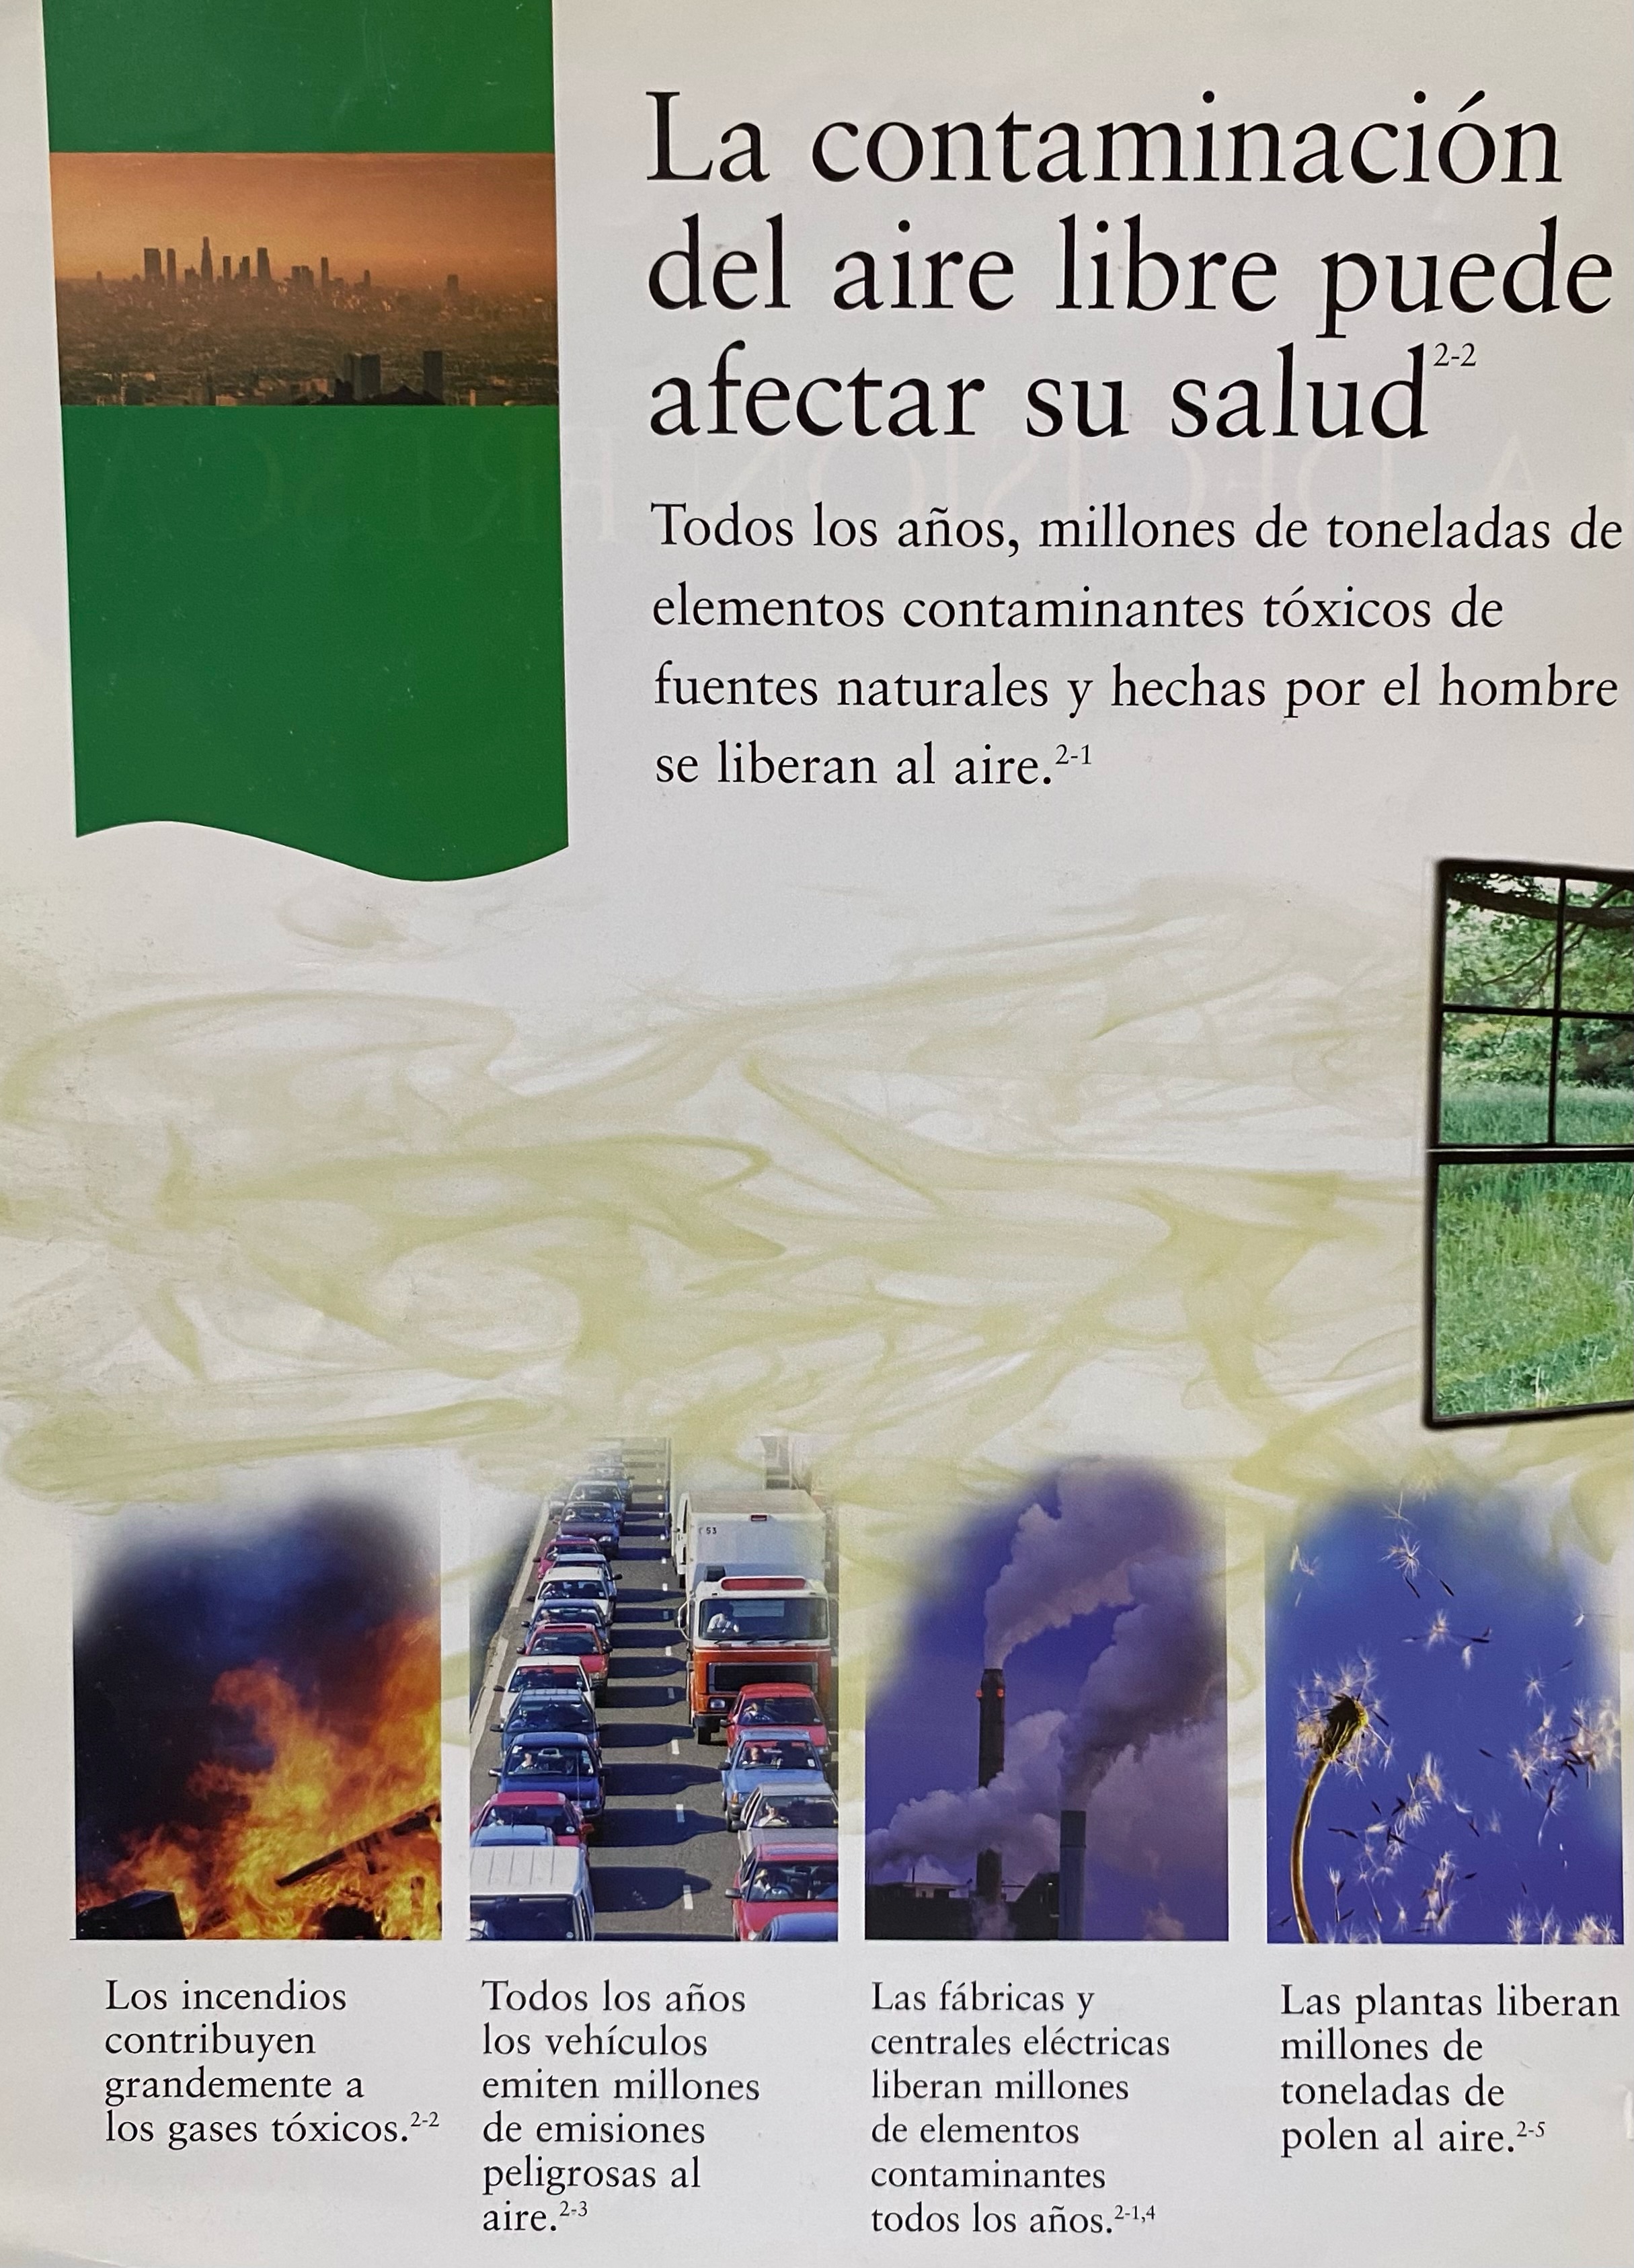 La contaminación
del aire libre puede
afectar su salud2-2
Todos los años, millones de toneladas de
elementos contaminantes tóxicos de
fuentes naturales y hechas por el hombre
se liberan al aire.2-1
53
Los incendios
contribuyen
grandemente a
los gases tóxicos.2-2
Todos los años
los vehículos
emiten millones
de emisiones
peligrosas al
aire.2-3
Las fábricas y
centrales eléctricas
liberan millones
de elementos
contaminantes
todos los años.2-1,4
Las plantas liberan
millones de
toneladas de
polen al aire.2-5